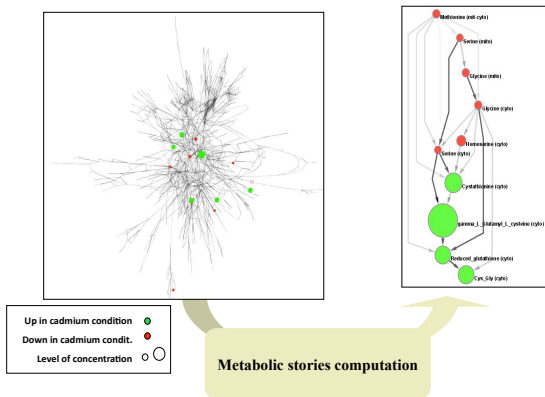 Methionine (mit-cyto)
Serine (mito)
Glycine (mito)
Glycine (cyto)
Homoserine (cyto)
Serine (cyto)
Cystathionine (cyto)
gamma_L_Glutamyl_L_cysteine (cyto)
Reduced_glutathione (cyto)
Cys_Gly (cyto)
Up in cadmium condition
Down in cadmium condit.
Level of concentration
Metabolic stories computation